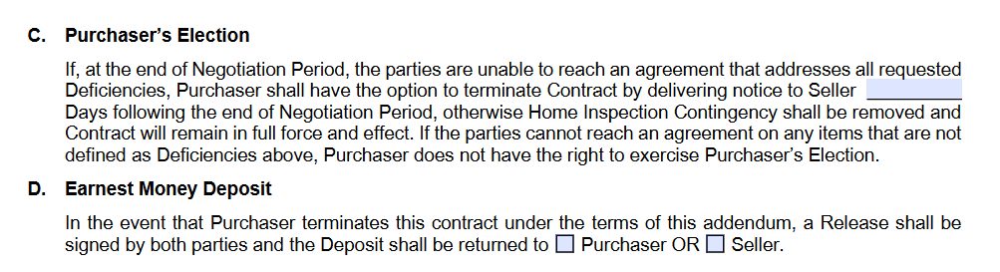 C. Purchaser's Election
If, at the end of Negotiation Period, the parties are unable to reach an agreement that addresses all requested
Deficiencies, Purchaser shall have the option to terminate Contract by delivering notice to Seller
Days following the end of Negotiation Period, otherwise Home Inspection Contingency shall be removed and
Contract will remain in full force and effect. If the parties cannot reach an agreement on any items that are not
defined as Deficiencies above, Purchaser does not have the right to exercise Purchaser's Election.
D. Earnest Money Deposit
In the event that Purchaser terminates this contract under the terms of this addendum, a Release shall be
signed by both parties and the Deposit shall be returned to ☐ Purchaser OR ☐ Seller.